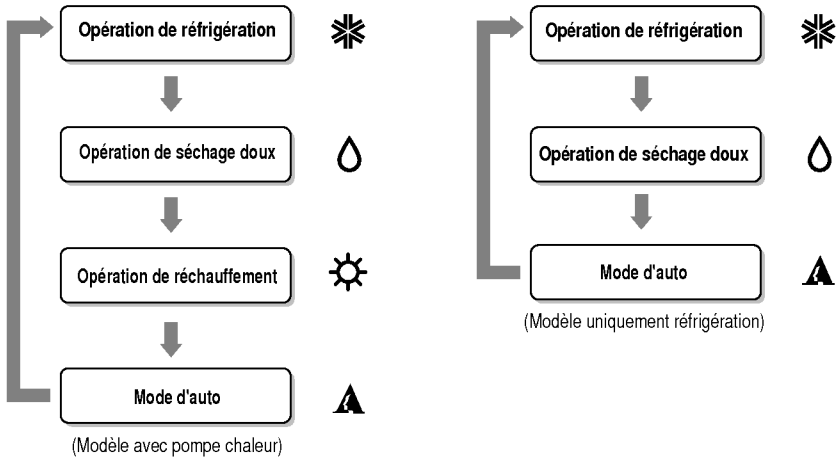 Opération de réfrigération
Opération de séchage doux
Opération de réchauffement
Mode d'auto
(Modèle avec pompe chaleur)
Opération de réfrigération
Opération de séchage doux
Mode d'auto
(Modèle uniquement réfrigération)